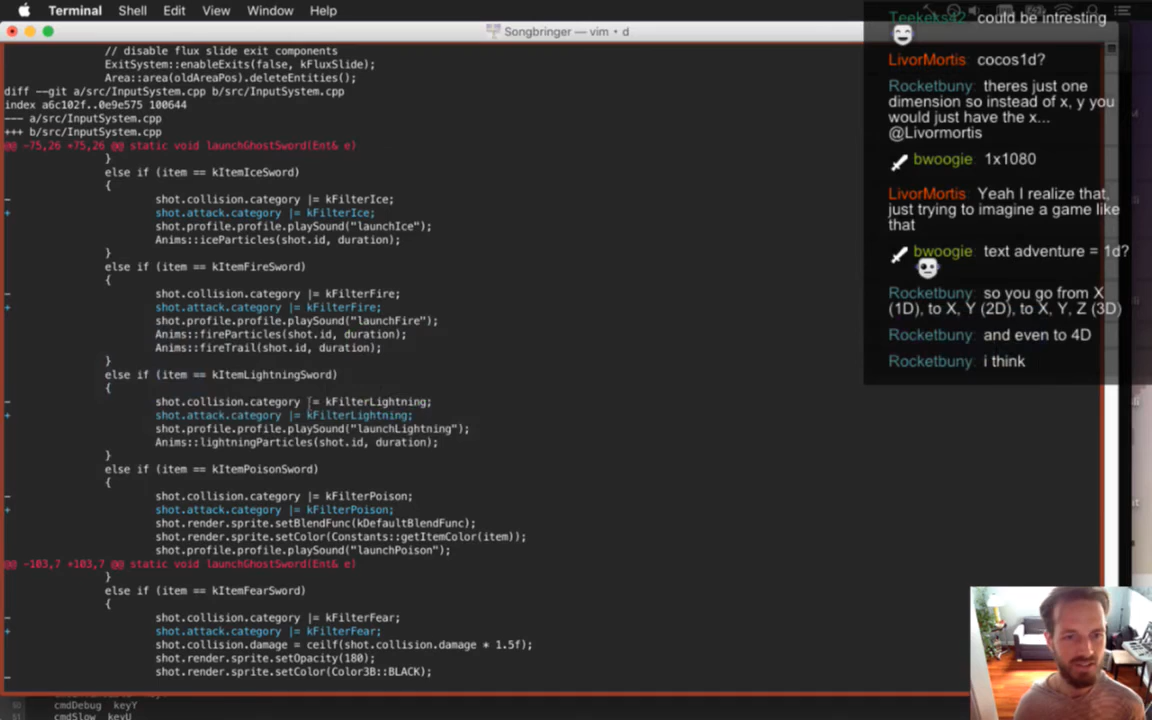 Terminal Shell Edit View Window Help
Songbringer — vim • d
// disable flux slide exit components
ExitSystem::enableExits(false, kFluxSlide);
Area::area(oldAreaPos).deleteEntities();
diff --git a/src/InputSystem.cpp b/src/InputSystem.cpp
index a6c102f..0e9e575 100644
--- a/src/InputSystem.cpp
+++ b/src/InputSystem.cpp
@@ -75,26 +75,26 @@ static void launchGhostSword(Ent& e)
}
else if (item == kItemIceSword)
{
- shot.collision.category |= kFilterIce;
+ shot.attack.category |= kFilterIce;
shot.profile.profile.playSound("launchIce");
Anims::iceParticles(shot.id, duration);
}
else if (item == kItemFireSword)
{
- shot.collision.category |= kFilterFire;
+ shot.attack.category |= kFilterFire;
shot.profile.profile.playSound("launchFire");
Anims::fireParticles(shot.id, duration);
Anims::fireTrail(shot.id, duration);
}
else if (item == kItemLightningSword)
{
- shot.collision.category |= kFilterLightning;
+ shot.attack.category |= kFilterLightning;
shot.profile.profile.playSound("launchLightning");
Anims::lightningParticles(shot.id, duration);
}
else if (item == kItemPoisonSword)
{
- shot.collision.category |= kFilterPoison;
+ shot.attack.category |= kFilterPoison;
shot.render.sprite.setBlendFunc(kDefaultBlendFunc);
shot.render.sprite.setColor(Constants::getItemColor(item));
shot.profile.profile.playSound("launchPoison");
@@ -103,7 +103,7 @@ static void launchGhostSword(Ent& e)
}
else if (item == kItemFearSword)
{
- shot.collision.category |= kFilterFear;
+ shot.attack.category |= kFilterFear;
shot.collision.damage = ceilf(shot.collision.damage * 1.5f);
shot.render.sprite.setOpacity(180);
shot.render.sprite.setColor(Color3B::BLACK);
60 cmdDebug keyY
61 cmdSlow keyU
Teekeks42: could be intresting
LivorMortis: cocos1d?
Rocketbuny: theres just one
dimension so instead of x, y you
would just have the x...
@Livormortis
bwoogie: 1x1080
LivorMortis: Yeah I realize that,
just trying to imagine a game like
that
bwoogie: text adventure = 1d?
Rocketbuny: so you go from X
(1D), to X, Y (2D), to X, Y, Z (3D)
Rocketbuny: and even to 4D
Rocketbuny: i think